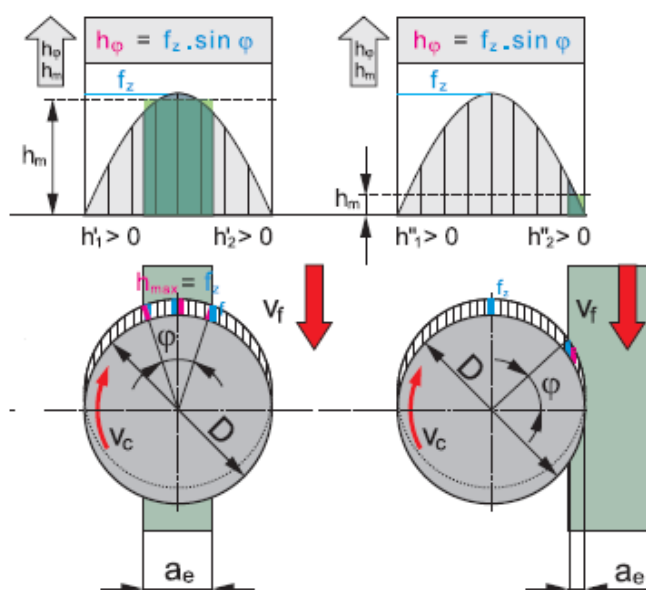 hφ
hm
hφ = fz . sin φ
fz
hm
h'1 > 0
h'2 > 0
hmax = fz
f
φ
D
vc
vf
ae
hφ
hm
hφ = fz . sin φ
fz
hm
h"1 > 0
h"2 > 0
fz
D
φ
vc
vf
ae